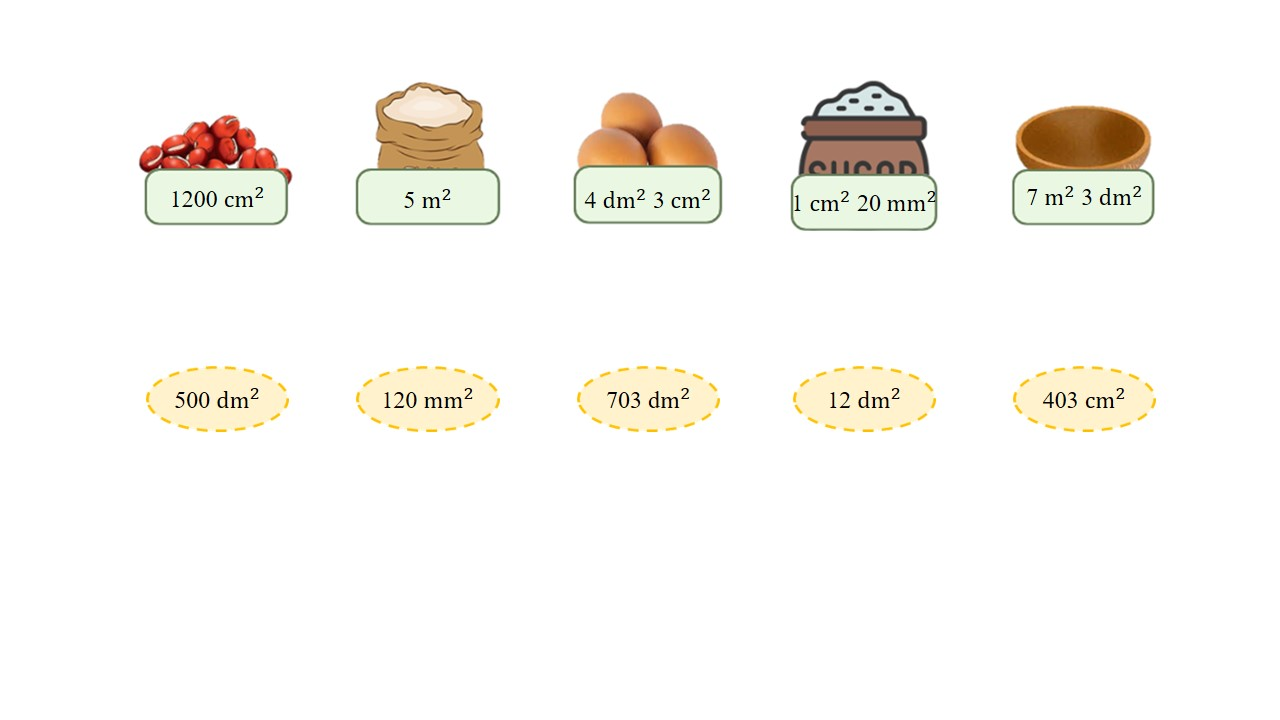 SUGAR
1200 cm²
5 m²
4 dm² 3 cm²
1 cm² 20 mm²
7 m² 3 dm²
500 dm²
120 mm²
703 dm²
12 dm²
403 cm²